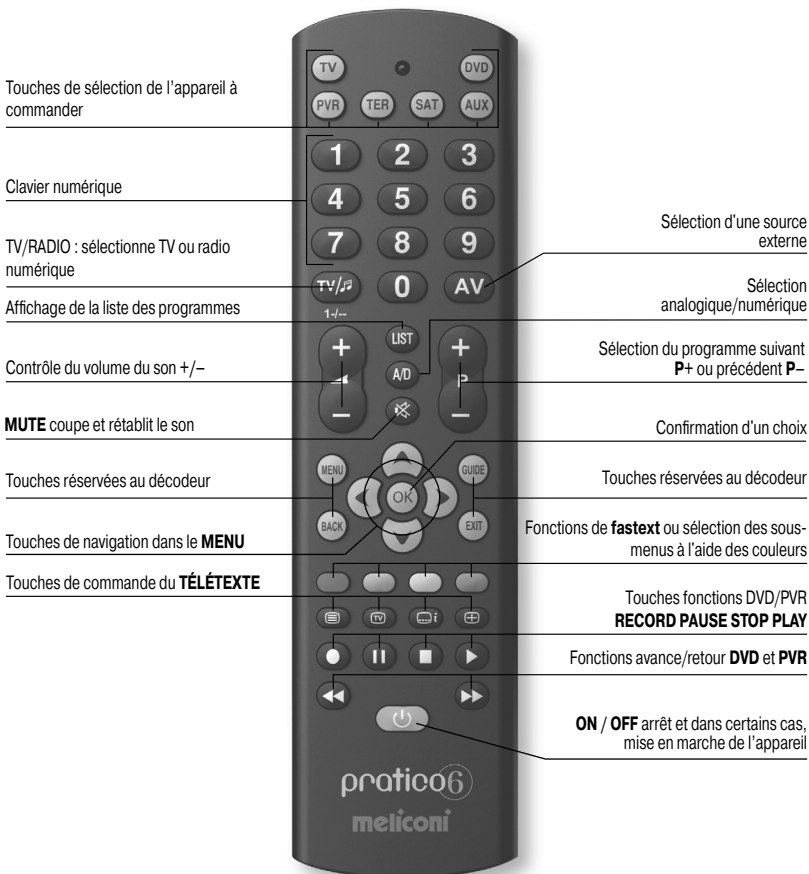 Touches de sélection de l'appareil à
commander
Clavier numérique
TV/RADIO : sélectionne TV ou radio
numérique
Affichage de la liste des programmes
Contrôle du volume du son +/−
MUTE coupe et rétablit le son
Touches réservées au décodeur
Touches de navigation dans le MENU
Touches de commande du TÉLÉTEXTE
TV DVD
PVR TER SAT AUX
1 2 3
4 5 6
7 8 9
TV/♫ 0 AV
1-/--
LIST
+ +
A/D
P
− −
MENU GUIDE
OK
BACK EXIT
TV .... i
pratico6
meliconi
Sélection d'une source
externe
Sélection
analogique/numérique
Sélection du programme suivant
P+ ou précédent P−
Confirmation d'un choix
Touches réservées au décodeur
Fonctions de fastext ou sélection des sous-
menus à l'aide des couleurs
Touches fonctions DVD/PVR
RECORD PAUSE STOP PLAY
Fonctions avance/retour DVD et PVR
ON / OFF arrêt et dans certains cas,
mise en marche de l'appareil